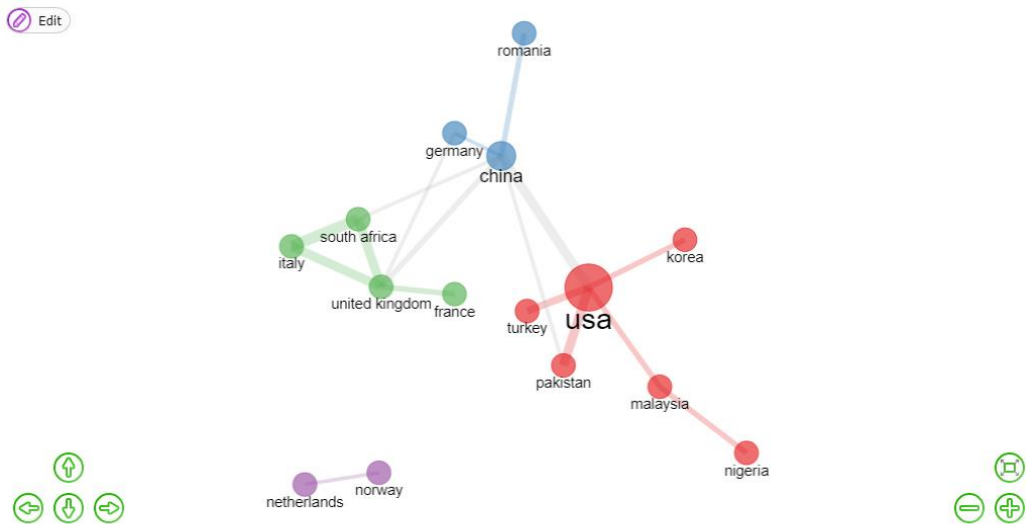 Edit
romania
germany
china
south africa
italy
korea
united kingdom
france
usa
turkey
pakistan
malaysia
nigeria
norway
netherlands